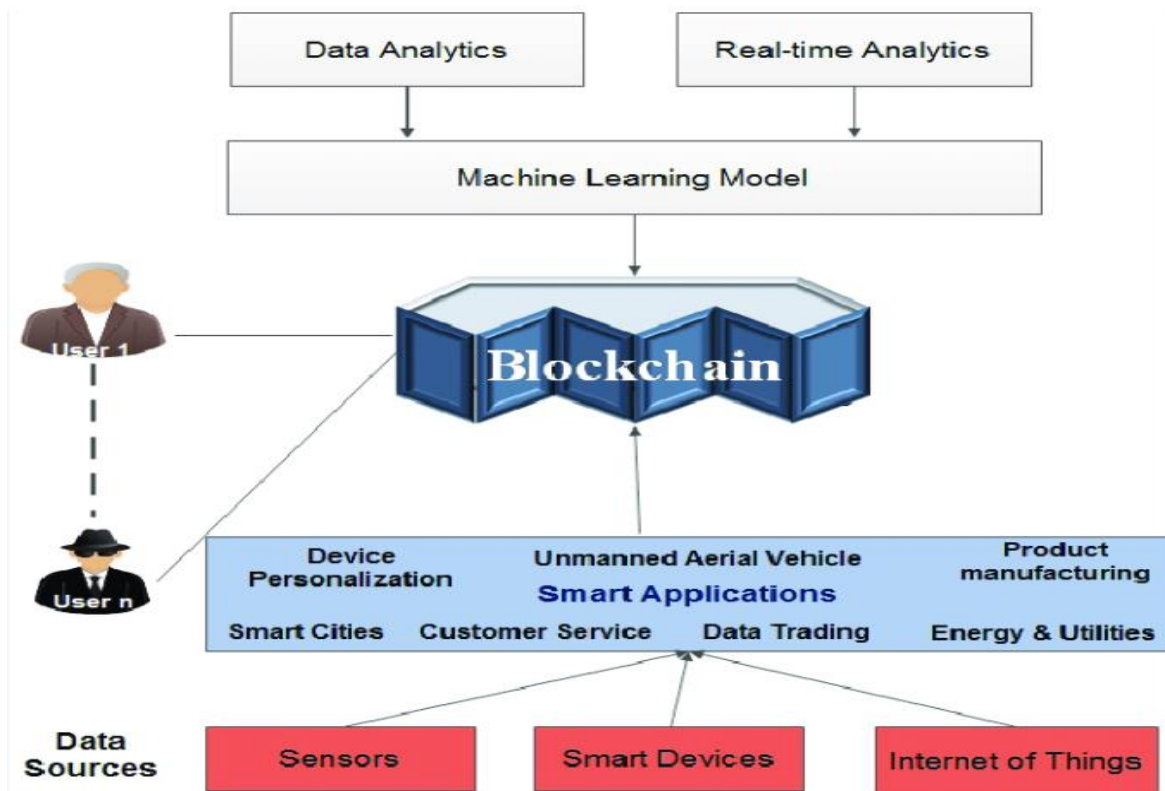 Data Analytics
Real-time Analytics
Machine Learning Model
User 1
Blockchain
User n
Device
Personalization
Unmanned Aerial Vehicle
Product
manufacturing
Smart Applications
Smart Cities
Customer Service
Data Trading
Energy & Utilities
Data
Sources
Sensors
Smart Devices
Internet of Things